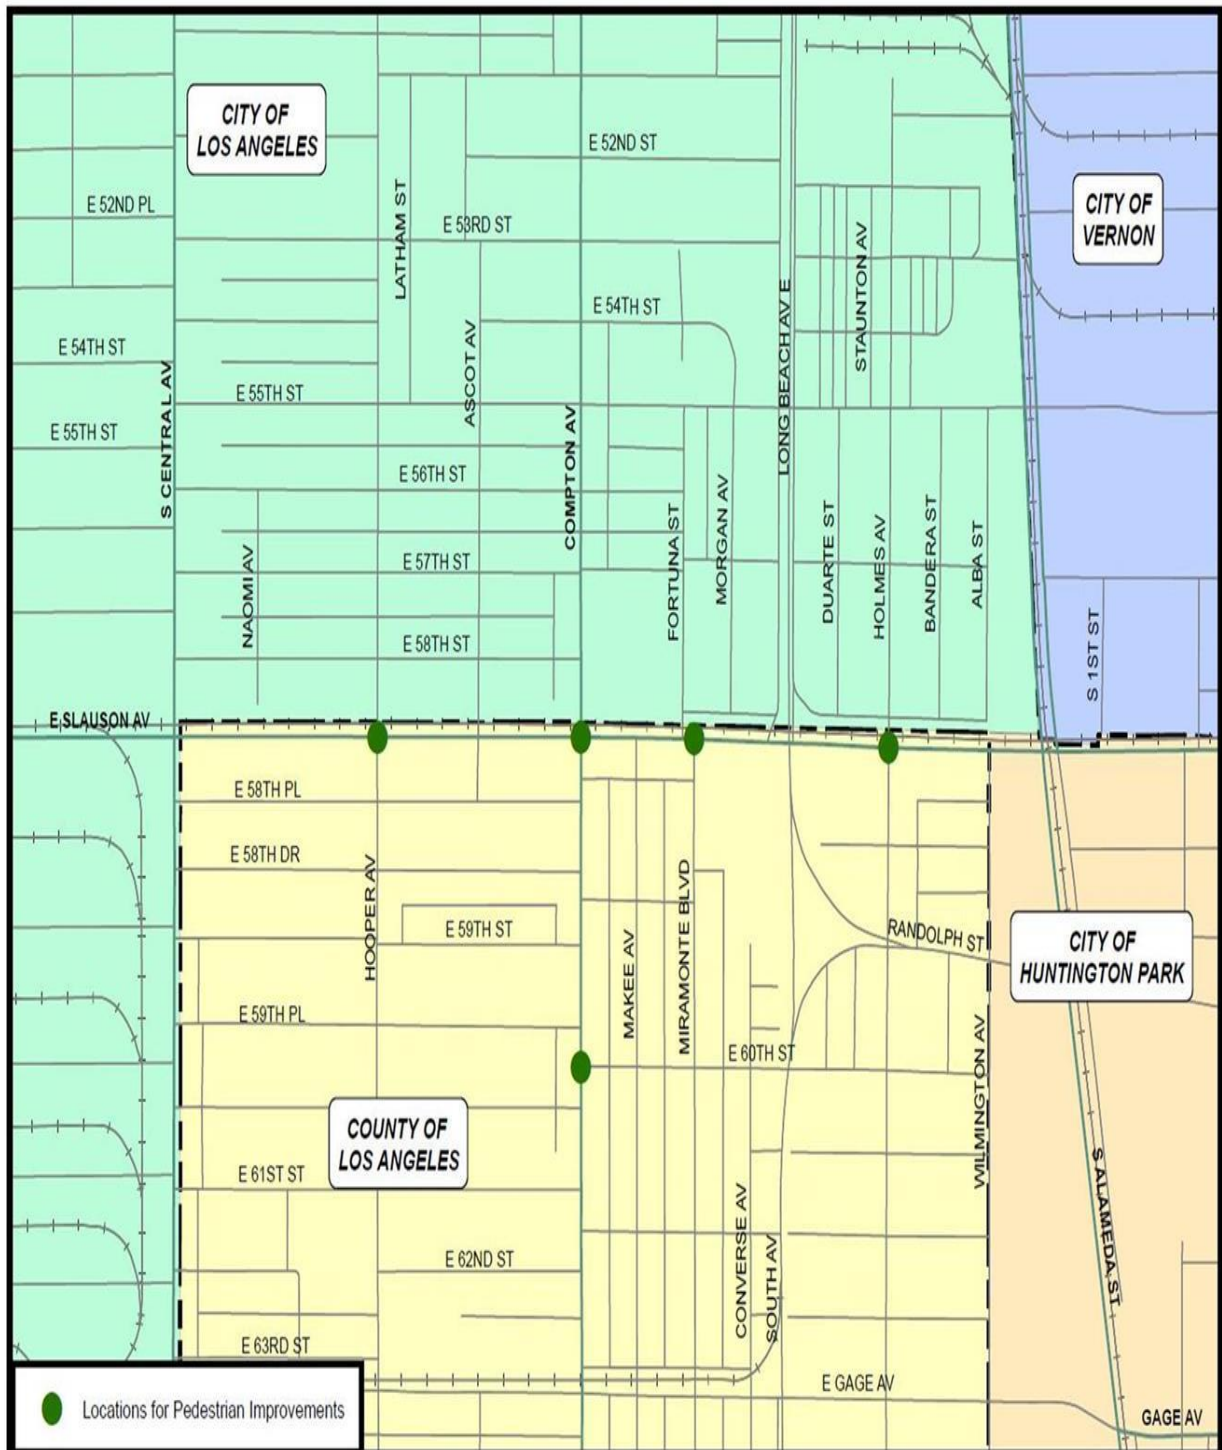 CITY OF
LOS ANGELES
E 52ND ST
E 52ND PL
CITY OF
VERNON
LATHAM ST
E 53RD ST
STAUNTON AV
E 54TH ST
LONG BEACH AV E
E 54TH ST
ASCOT AV
S CENTRAL AV
E 55TH ST
E 55TH ST
COMPTON AV
E 56TH ST
FORTUNA ST
MORGAN AV
DUARTE ST
HOLMES AV
BANDERA ST
ALBA ST
NAOMI AV
E 57TH ST
E 58TH ST
S 1ST ST
E SLAUSON AV
E 58TH PL
E 58TH DR
HOOPER AV
E 59TH ST
MAKEE AV
MIRAMONTE BLVD
RANDOLPH ST
CITY OF
HUNTINGTON PARK
E 59TH PL
E 60TH ST
WILMINGTON AV
COUNTY OF
LOS ANGELES
E 61ST ST
S ALAMEDA ST
CONVERSE AV
SOUTH AV
E 62ND ST
E 63RD ST
E GAGE AV
GAGE AV
Locations for Pedestrian Improvements